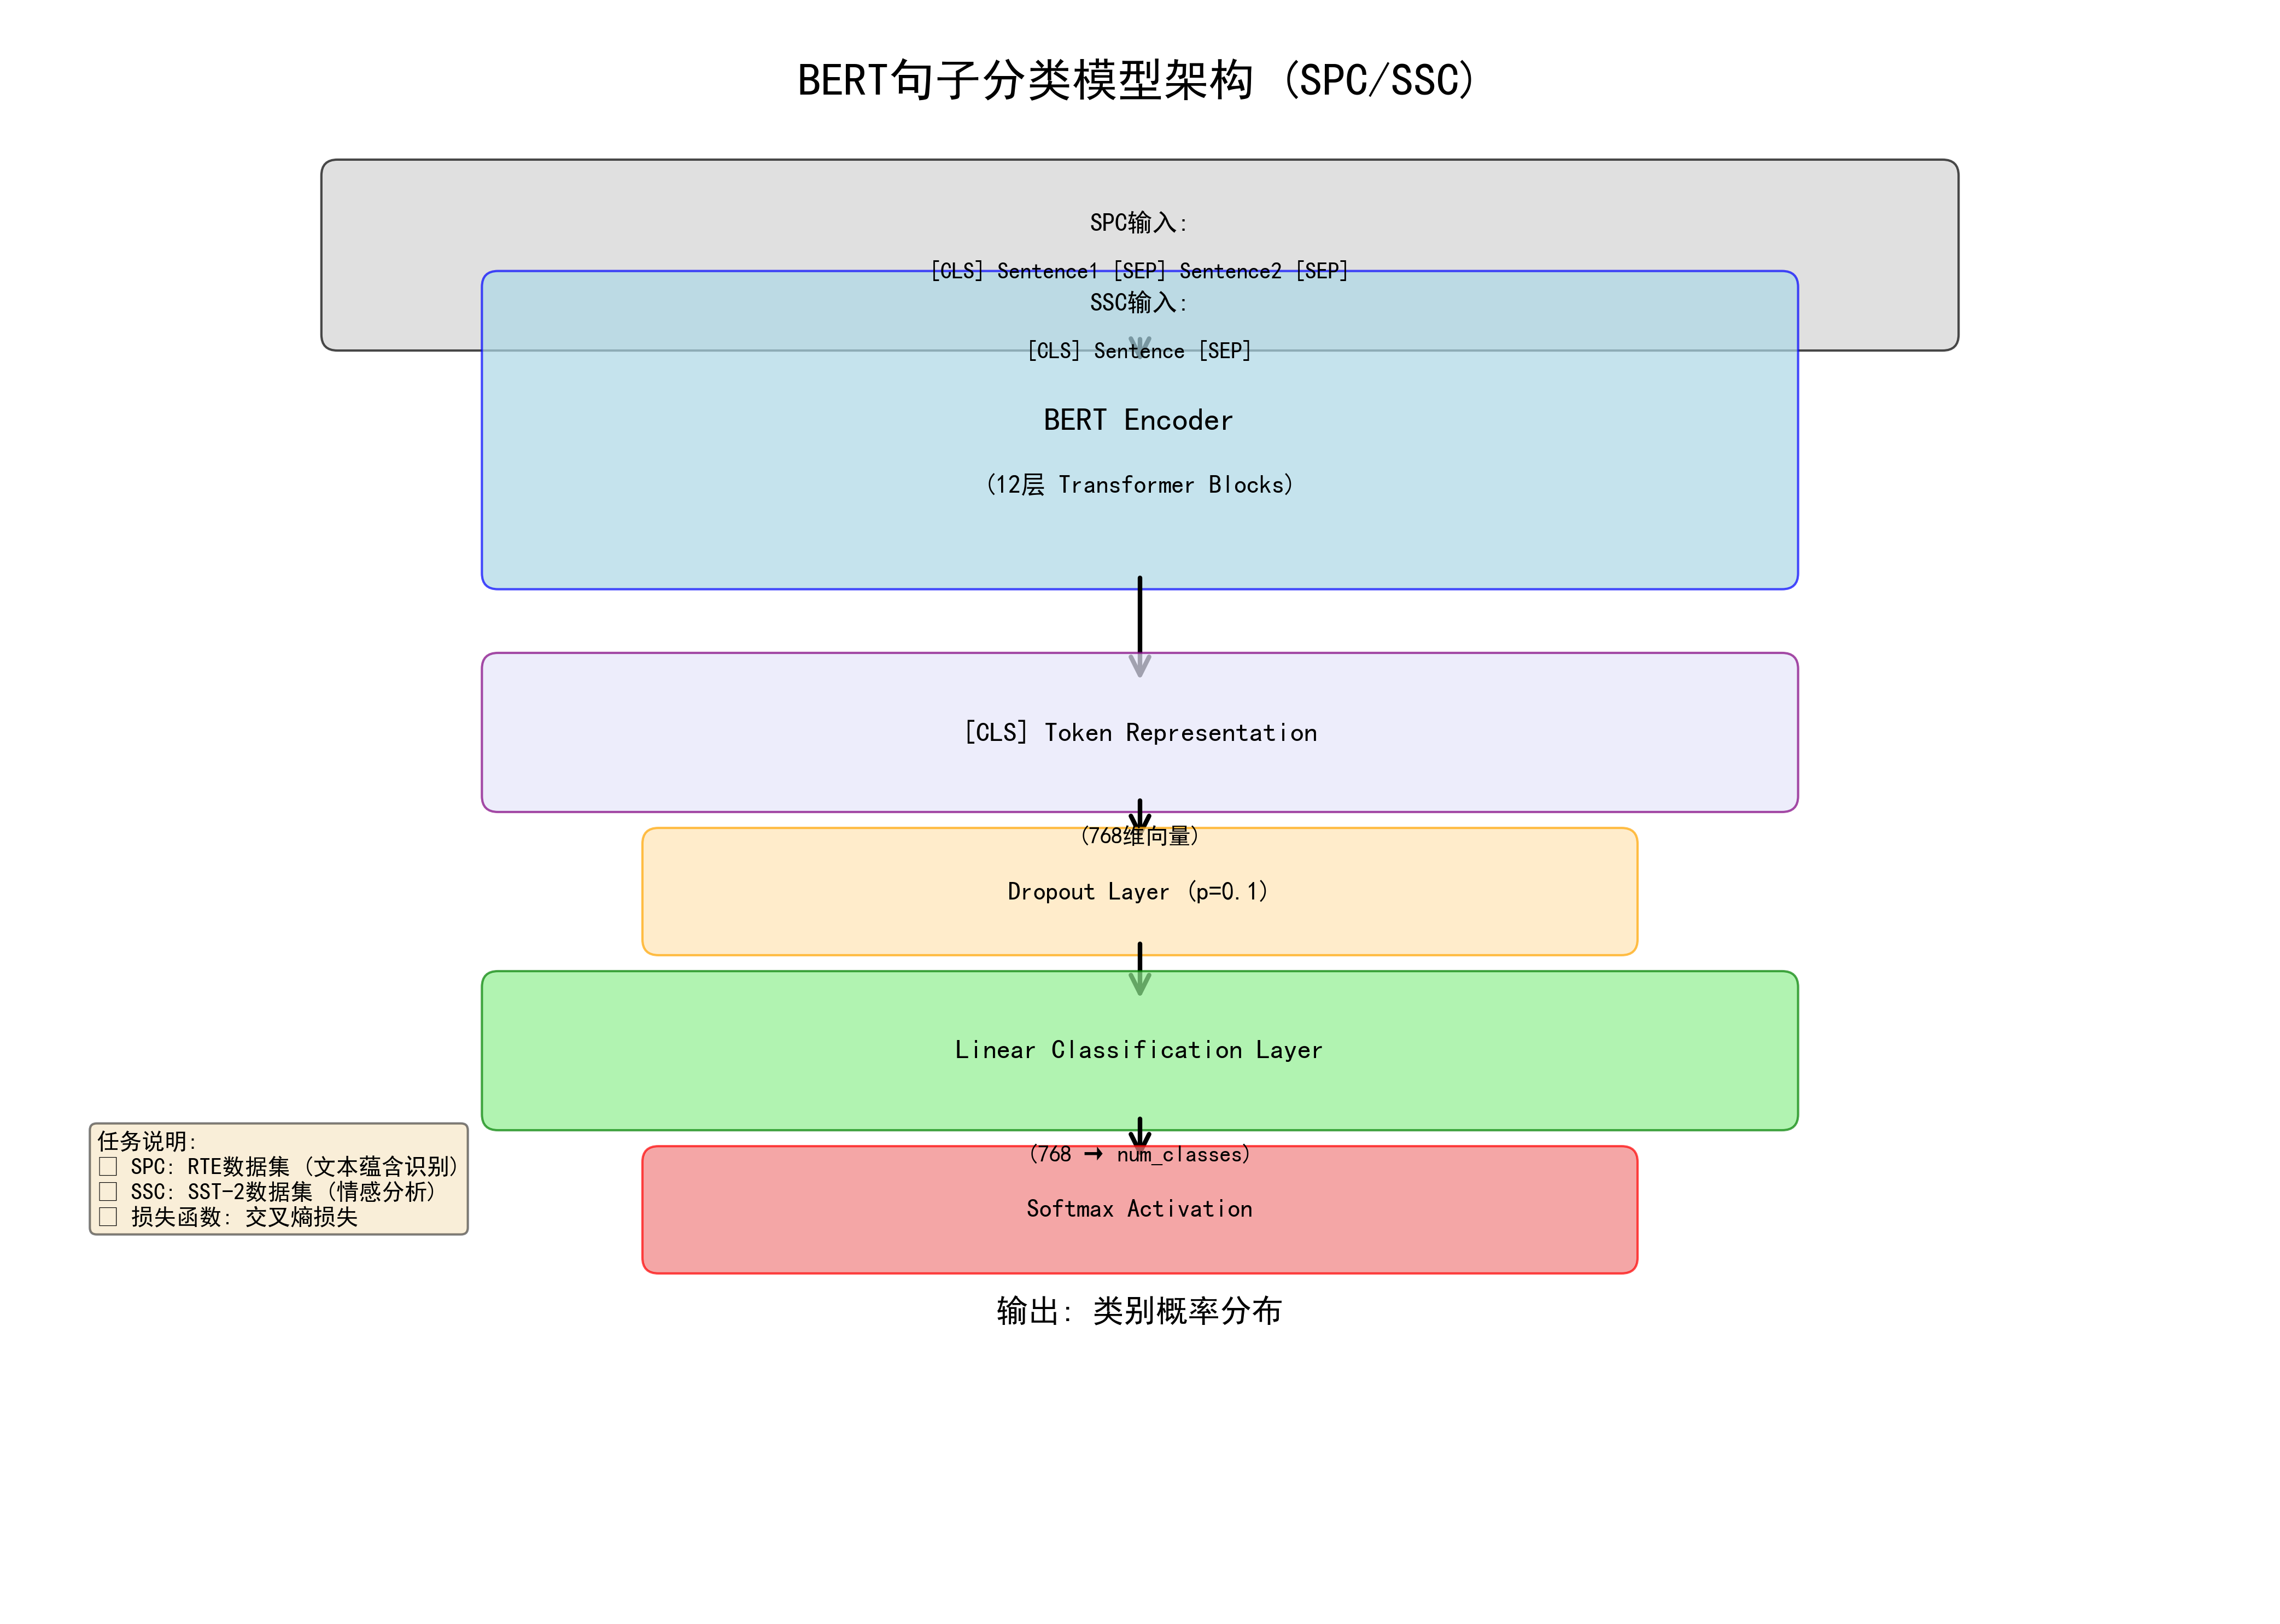 BERT句子分类模型架构 (SPC/SSC)
SPC输入:
[CLS] Sentence1 [SEP] Sentence2 [SEP]
SSC输入:
[CLS] Sentence [SEP]
BERT Encoder
(12层 Transformer Blocks)
[CLS] Token Representation
(768维向量)
Dropout Layer (p=0.1)
Linear Classification Layer
(768 → num_classes)
Softmax Activation
输出: 类别概率分布
任务说明:
□ SPC: RTE数据集 (文本蕴含识别)
□ SSC: SST-2数据集 (情感分析)
□ 损失函数: 交叉熵损失